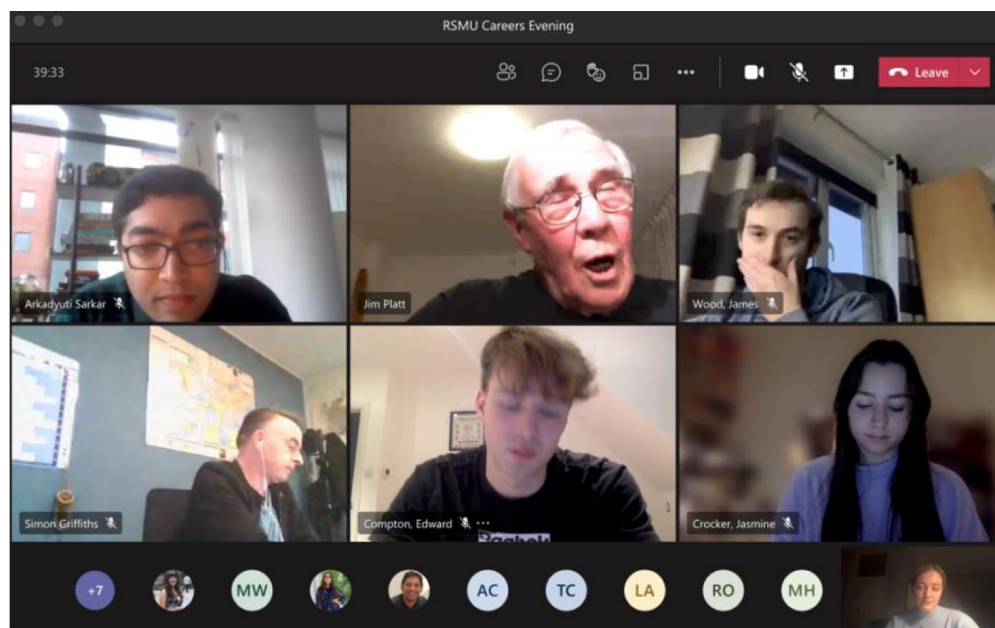 RSMU Careers Evening
39:33
Leave
Arkadyuti Sarkar
Jim Platt
Wood, James
Simon Griffiths
Compton, Edward
Crocker, Jasmine
+7
MW
AC
TC
LA
RO
MH